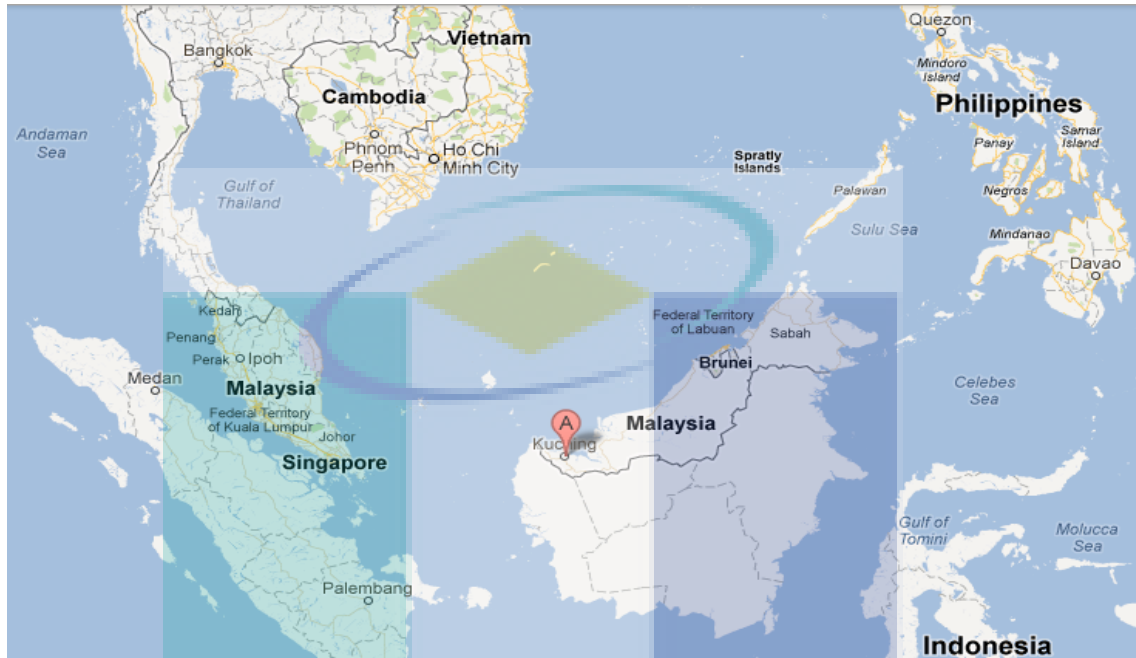 Quezon
Vietnam
Bangkok
Mindoro
Island
Cambodia
Philippines
Andaman
Sea
Samar
Island
Panay
Phnom
Penh
Ho Chi
Minh City
Spratly
Islands
Gulf of
Thailand
Palawan
Negros
Sulu Sea
Mindanao
Davao
Kedah
Federal Territory
of Labuan
Penang
Sabah
Perak
Ipoh
Brunei
Medan
Malaysia
Celebes
Sea
Federal Territory
of Kuala Lumpur
Malaysia
A
Johor
Kuching
Singapore
Gulf of
Tomini
Molucca
Sea
Palembang
Indonesia